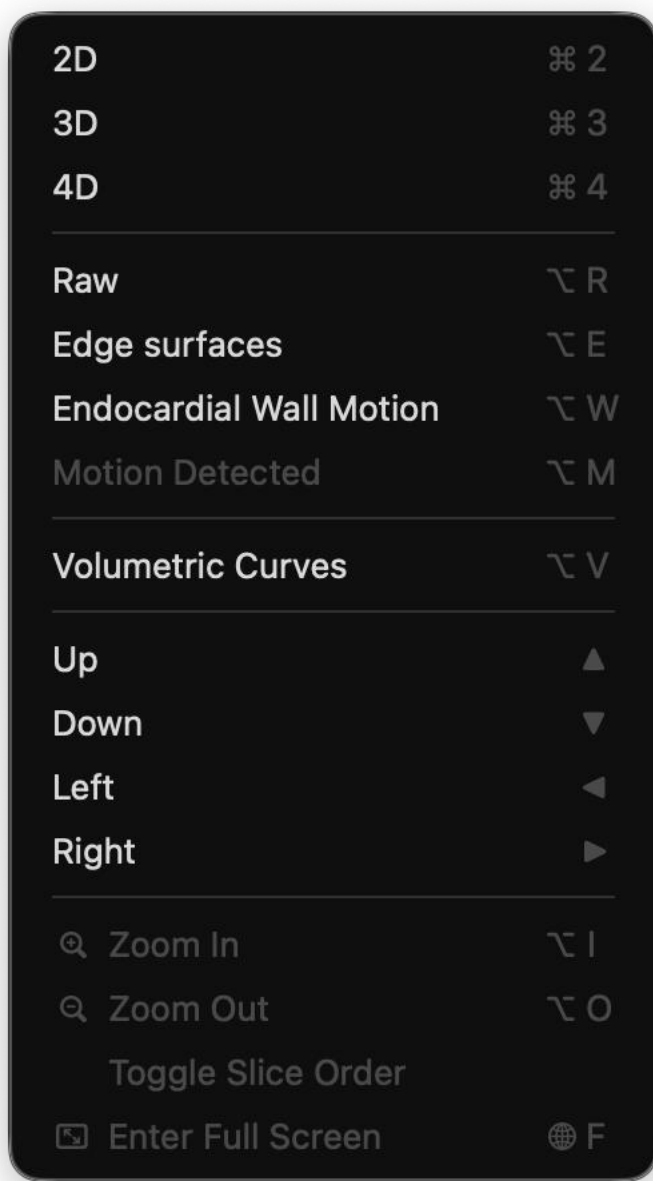 2D ⌘ 2
3D ⌘ 3
4D ⌘ 4
Raw ⌥ R
Edge surfaces ⌥ E
Endocardial Wall Motion ⌥ W
Motion Detected ⌥ M
Volumetric Curves ⌥ V
Up ▲
Down ▼
Left ◀
Right ▶
Zoom In ⌥ I
Zoom Out ⌥ O
Toggle Slice Order
Enter Full Screen 🌐 F